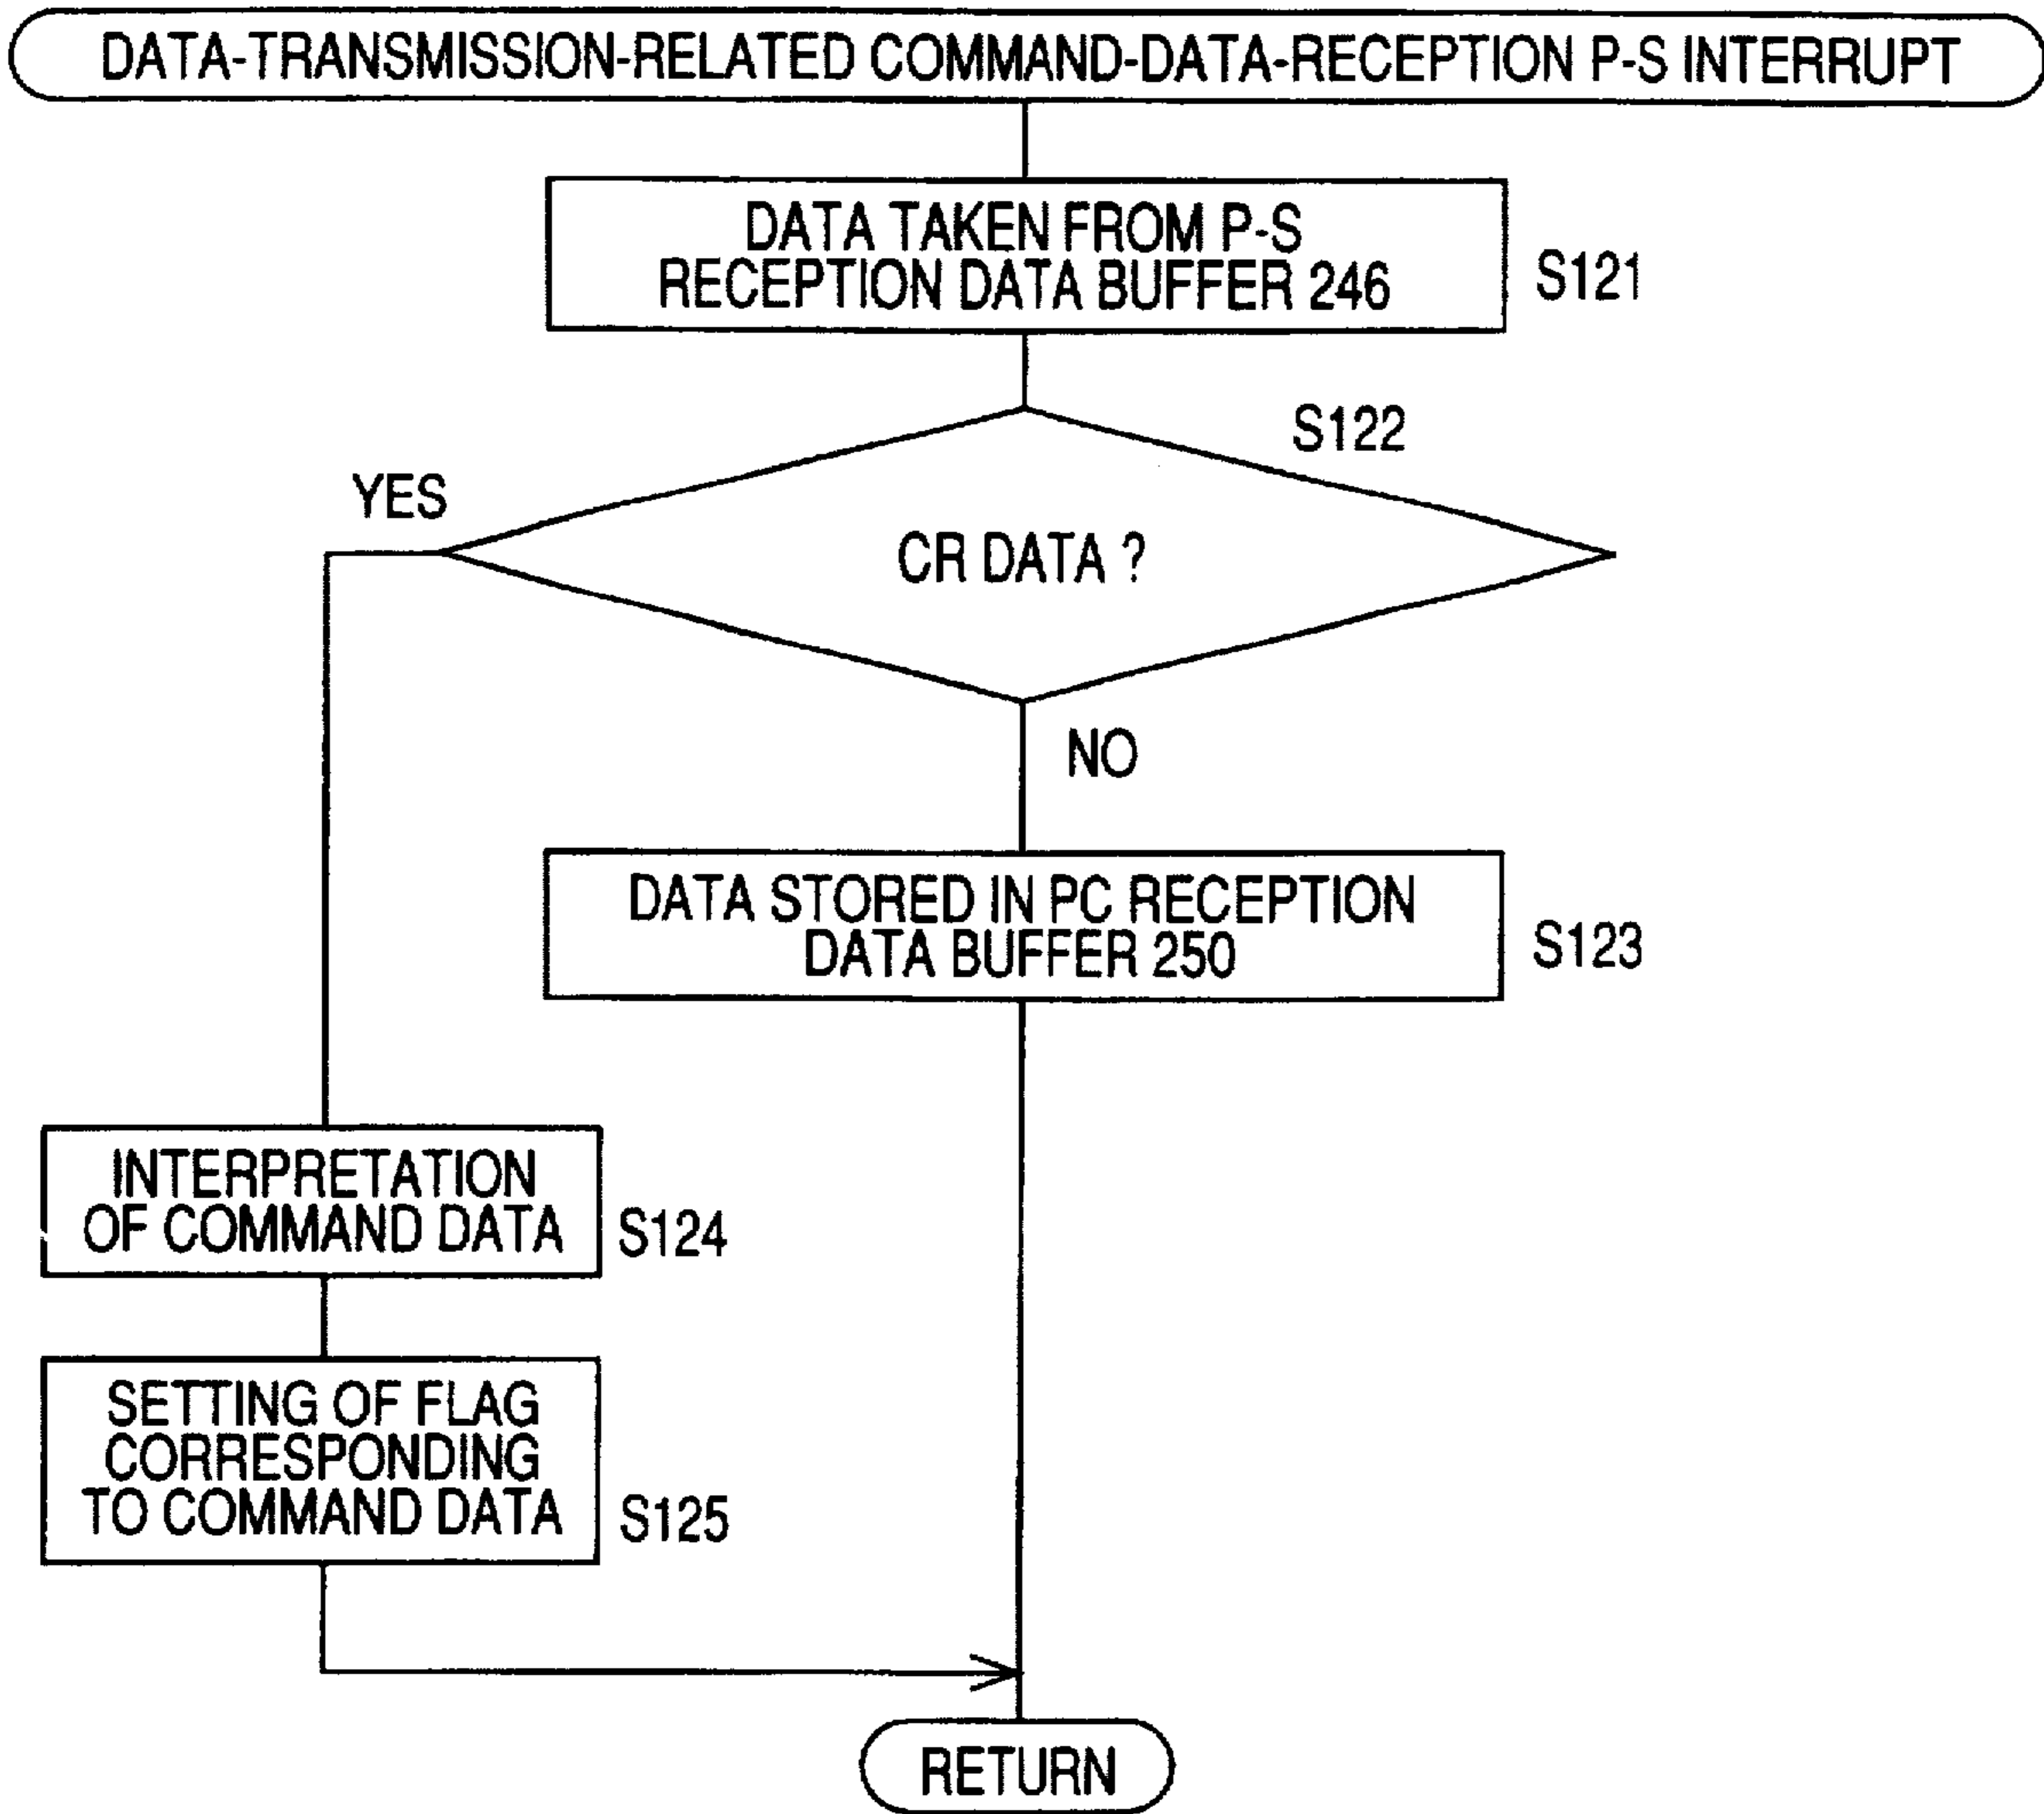 DATA-TRANSMISSION-RELATED COMMAND-DATA-RECEPTION P-S INTERRUPT
DATA TAKEN FROM P-S
RECEPTION DATA BUFFER 246
S121
S122
YES
CR DATA ?
NO
DATA STORED IN PC RECEPTION
DATA BUFFER 250
S123
INTERPRETATION
OF COMMAND DATA
S124
SETTING OF FLAG
CORRESPONDING
TO COMMAND DATA
S125
RETURN